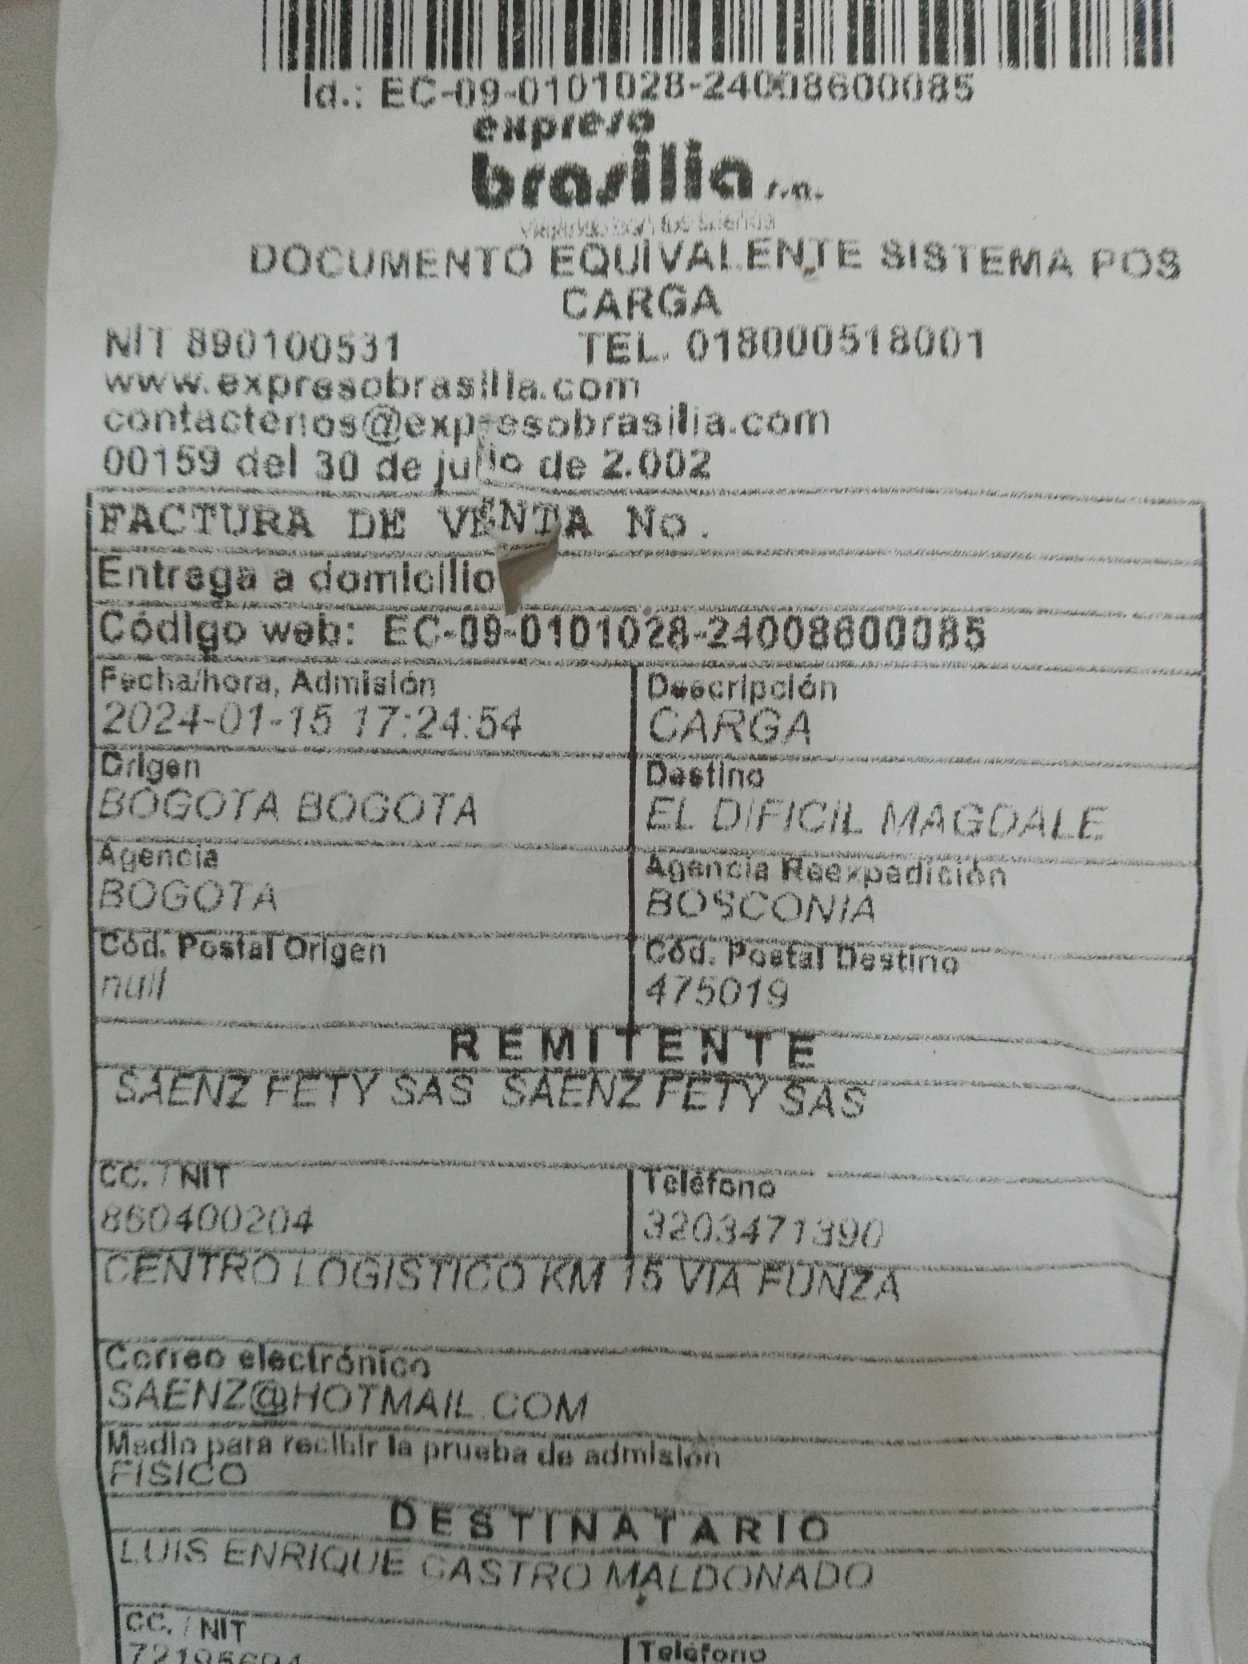 Id.: EC-09-0101028-24008600085
expreso
brasilia s.a.
DOCUMENTO EQUIVALENTE SISTEMA POS
CARGA
NIT 890100531 TEL. 018000518001
www.expresobrasilia.com
contactenos@expresobrasilia.com
00159 del 30 de julio de 2.002
FACTURA DE VENTA No.
Entrega a domicilio
Código web: EC-09-0101028-24008600085
Fecha/hora, Admisión Descripción
2024-01-15 17:24:54 CARGA
Origen Destino
BOGOTA BOGOTA EL DIFICIL MAGDALE
Agencia Agencia Reexpedición
BOGOTA BOSCONIA
Cód. Postal Origen Cód. Postal Destino
null 475019
REMITENTE
SAENZ FETY SAS SAENZ FETY SAS
CC. / NIT Teléfono
860400204 3203471390
CENTRO LOGISTICO KM 15 VIA FUNZA
Correo electrónico
SAENZ@HOTMAIL.COM
Medio para recibir la prueba de admisión
FISICO
DESTINATARIO
LUIS ENRIQUE CASTRO MALDONADO
CC. / NIT Teléfono